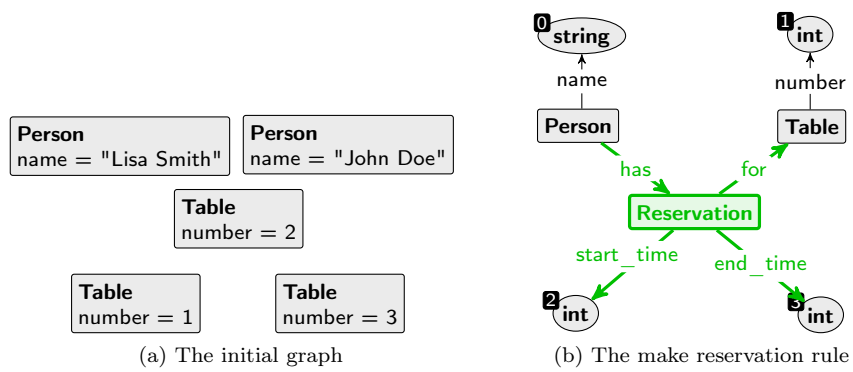 Person
name = "Lisa Smith"
Person
name = "John Doe"
Table
number = 2
Table
number = 1
Table
number = 3
(a) The initial graph
0
string
1
int
name
number
Person
Table
has
for
Reservation
start_time
end_time
2
int
3
int
(b) The make reservation rule